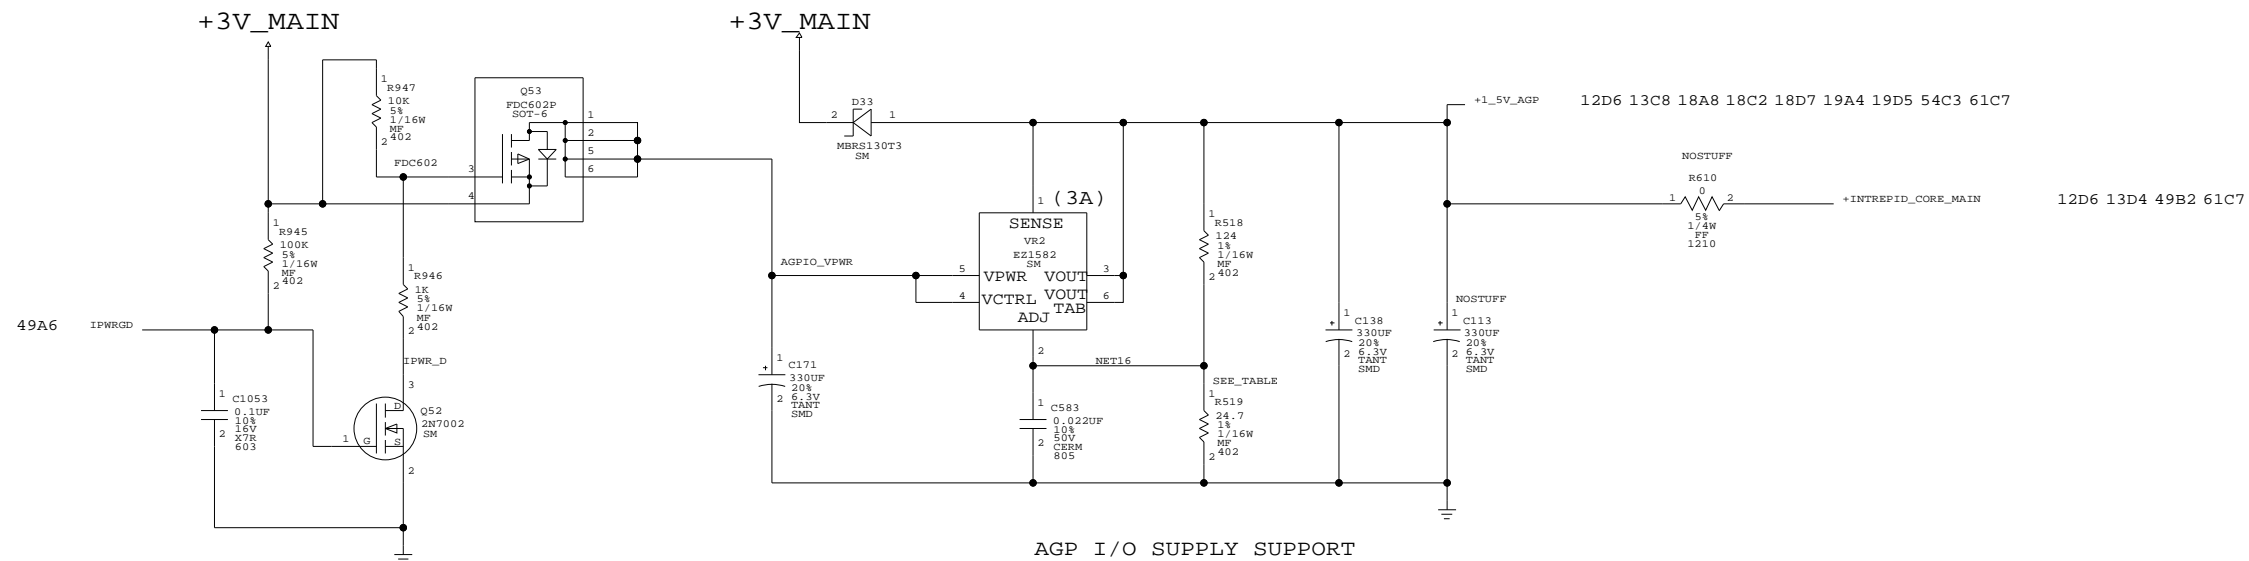 +3V_MAIN
1
R947
10K
5%
1/16W
MF
402
2
FDC602
Q53
FDC602P
SOT-6
1
2
5
6
3
4
1
R945
100K
5%
1/16W
MF
402
2
1
R946
1K
5%
1/16W
MF
402
2
49A6 IPWRGD
IPWR_D
1
C1053
0.1UF
10%
16V
X7R
603
2
3
D
Q52
2N7002
SM
1 G S
2
+3V_MAIN
D33
2 1
MBRS130T3
SM
+1_5V_AGP 12D6 13C8 18A8 18C2 18D7 19A4 19D5 54C3 61C7
NOSTUFF
R610
0
1 2
5%
1/4W
FF
1210
+INTREPID_CORE_MAIN 12D6 13D4 49B2 61C7
1 (3A)
SENSE
VR2
EZ1582
SM
AGPIO_VPWR
5 VPWR VOUT 3
4 VCTRL VOUT TAB 6
ADJ
2
NET16
1
R518
124
1%
1/16W
MF
402
2
SEE_TABLE
1
R519
24.7
1%
1/16W
MF
402
2
+ 1
C171
330UF
20%
6.3V
TANT
SMD
2
1
C583
0.022UF
10%
50V
CERM
805
2
+ 1
C138
330UF
20%
6.3V
TANT
SMD
2
NOSTUFF
+ 1
C113
330UF
20%
6.3V
TANT
SMD
2
AGP I/O SUPPLY SUPPORT